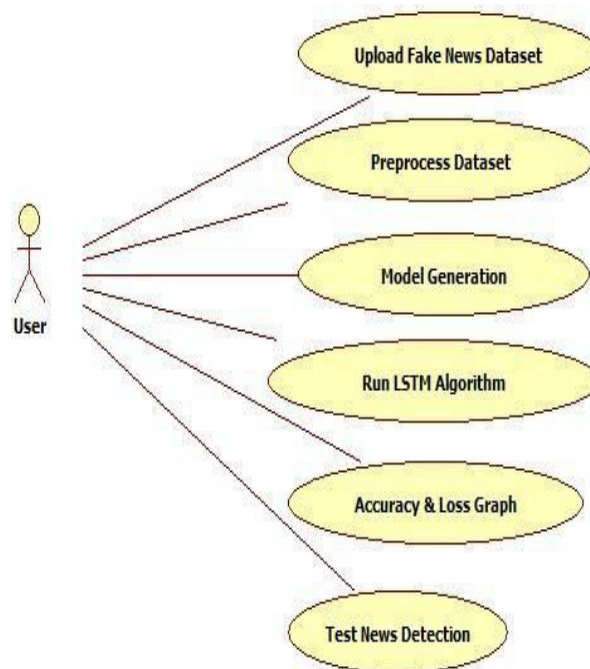 Upload Fake News Dataset
Preprocess Dataset
Model Generation
User
Run LSTM Algorithm
Accuracy & Loss Graph
Test News Detection